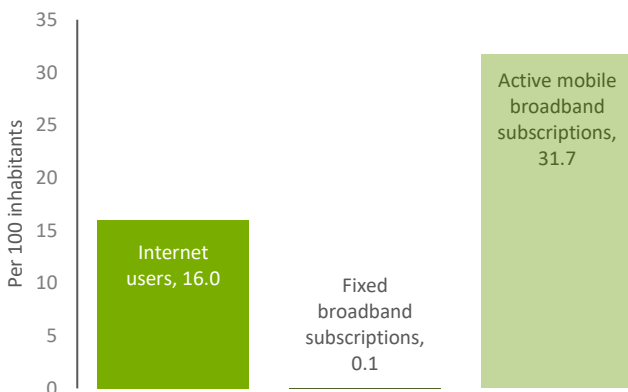 35
30
25
20
15
10
5
0
Per 100 inhabitants
Internet
users, 16.0
Fixed
broadband
subscriptions,
0.1
Active mobile
broadband
subscriptions,
31.7